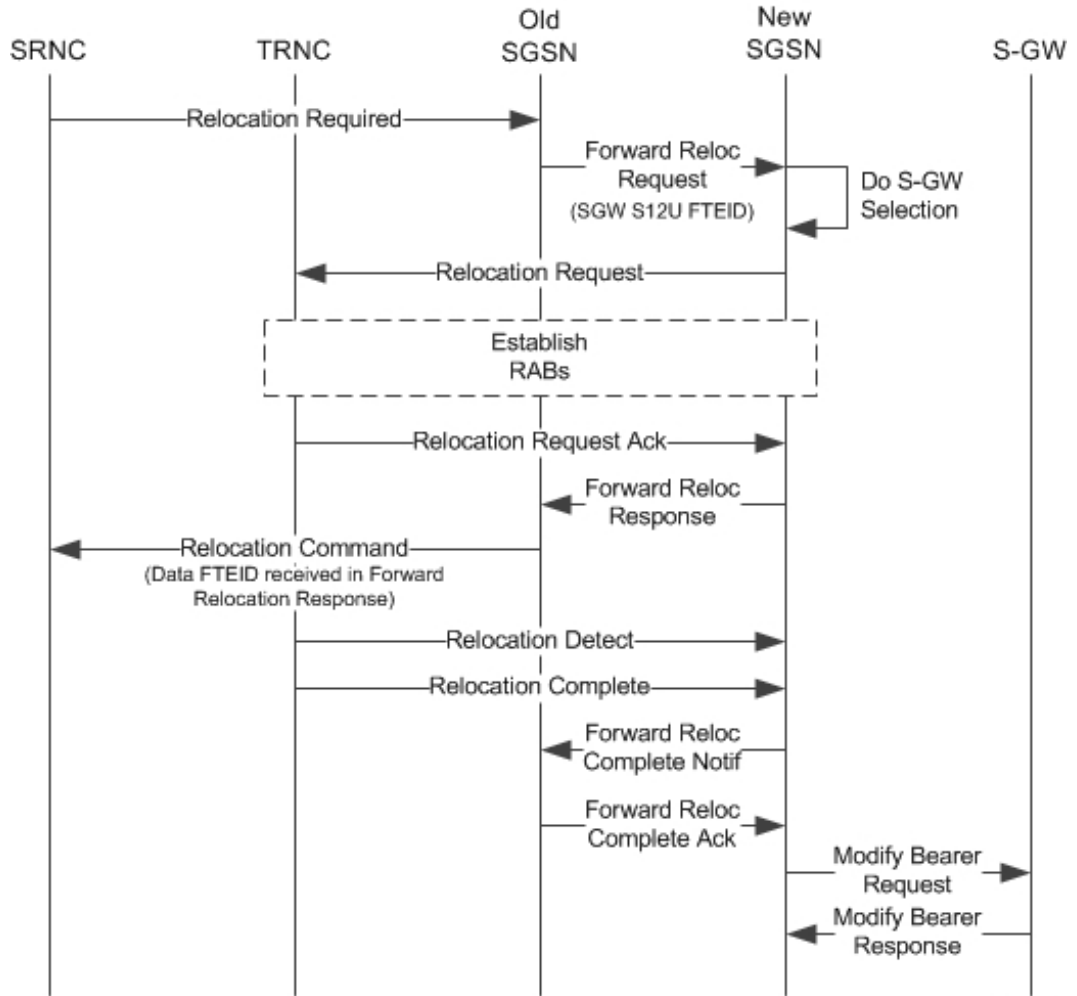 SRNC
TRNC
Old
SGSN
New
SGSN
S-GW
Relocation Required
Forward Reloc
Request
(SGW S12U FTEID)
Do S-GW
Selection
Relocation Request
Establish
RABs
Relocation Request Ack
Forward Reloc
Response
Relocation Command
(Data FTEID received in Forward
Relocation Response)
Relocation Detect
Relocation Complete
Forward Reloc
Complete Notif
Forward Reloc
Complete Ack
Modify Bearer
Request
Modify Bearer
Response